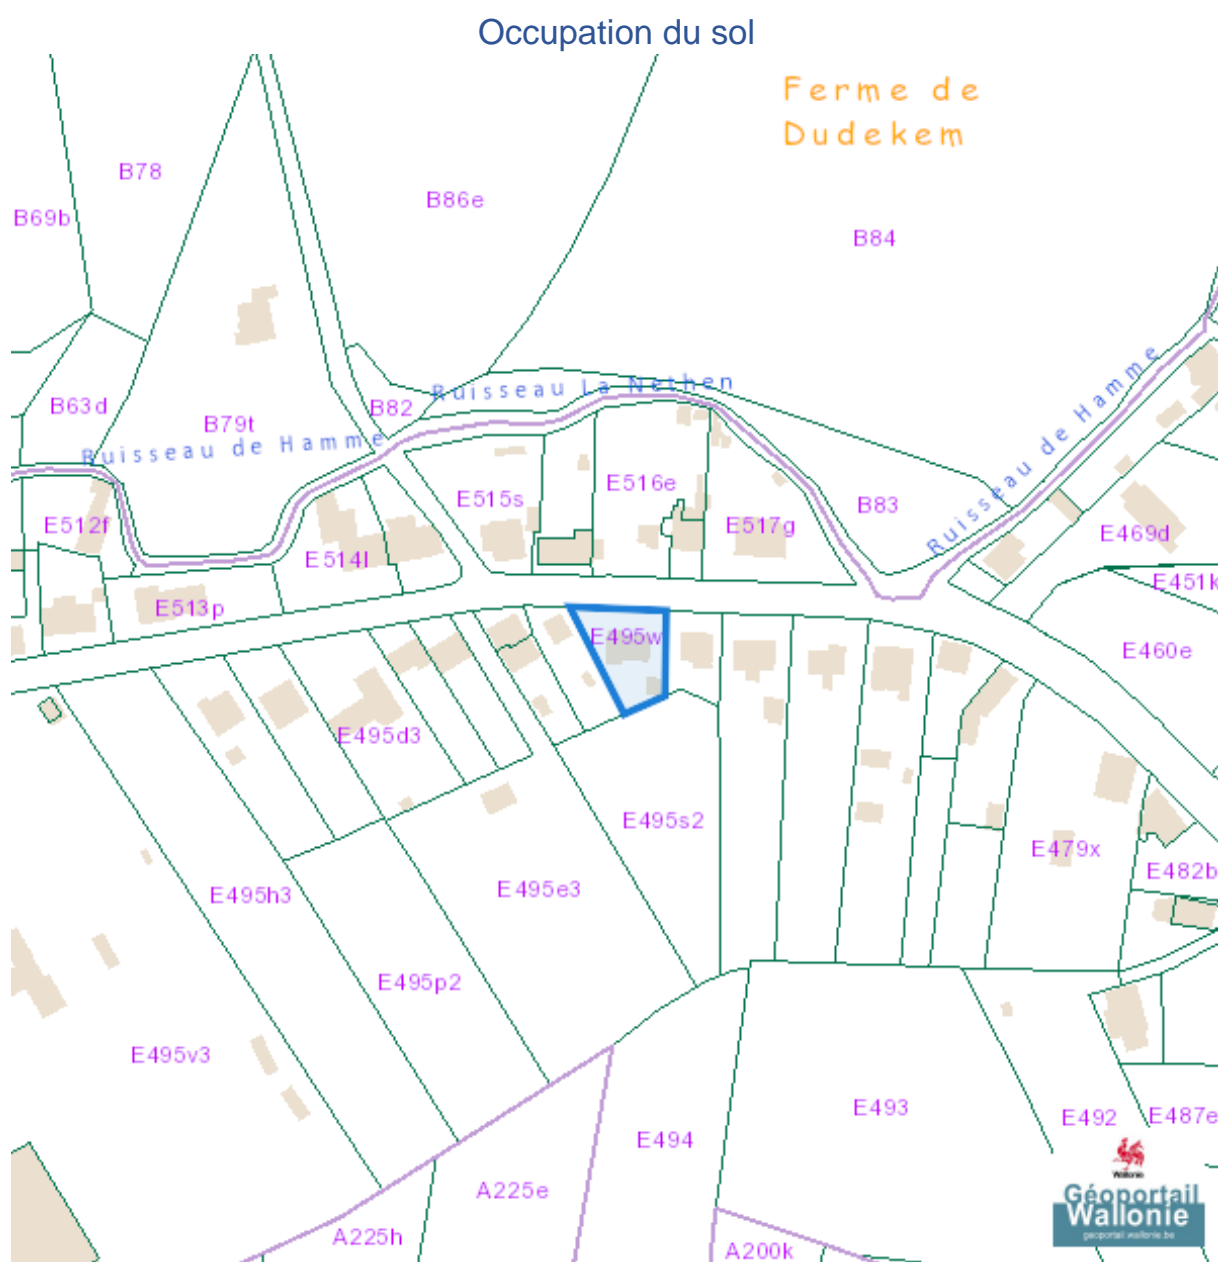 Occupation du sol
Ferme de
Dudekem
B78
B69b
B86e
B84
B63d
B79t
B82
Ruisseau La Nethen
Ruisseau de Hamme
Ruisseau de Hamme
E512f
E515s
E516e
E517g
B83
E469d
E514l
E513p
E451k
E495w
E460e
E495d3
E495s2
E479x
E482b
E495h3
E495e3
E495p2
E495v3
E493
E494
E492
E487e
A225e
A225h
A200k
Wallonie
Géoportail
Wallonie
geoportail.wallonie.be